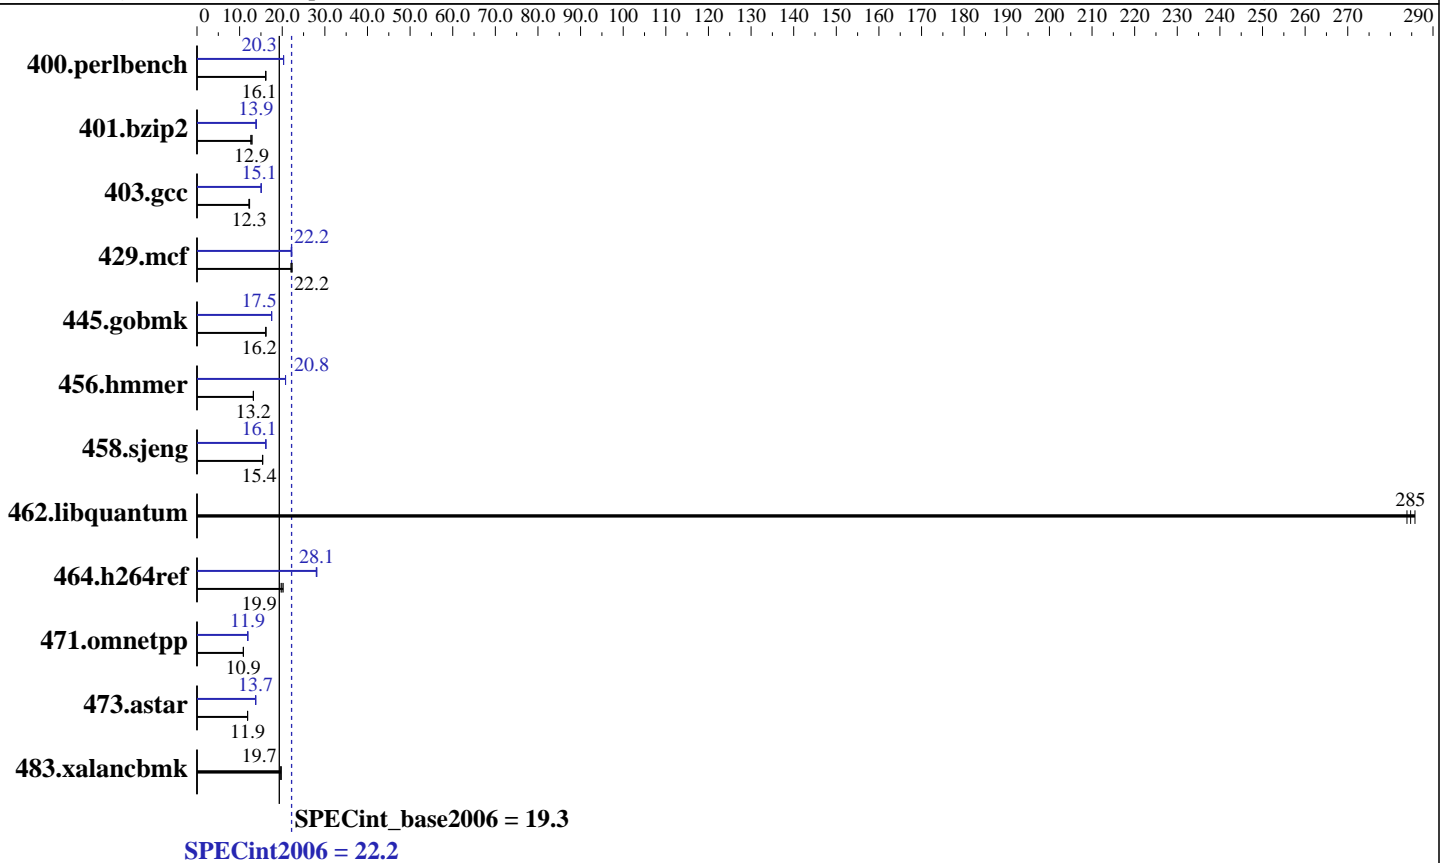 0 10.0 20.0 30.0 40.0 50.0 60.0 70.0 80.0 90.0 100 110 120 130 140 150 160 170 180 190 200 210 220 230 240 250 260 270 290
20.3
400.perlbench
16.1
13.9
401.bzip2
12.9
15.1
403.gcc
12.3
22.2
429.mcf
22.2
17.5
445.gobmk
16.2
20.8
456.hmmer
13.2
16.1
458.sjeng
15.4
285
462.libquantum
28.1
464.h264ref
19.9
11.9
471.omnetpp
10.9
13.7
473.astar
11.9
19.7
483.xalancbmk
SPECint_base2006 = 19.3
SPECint2006 = 22.2